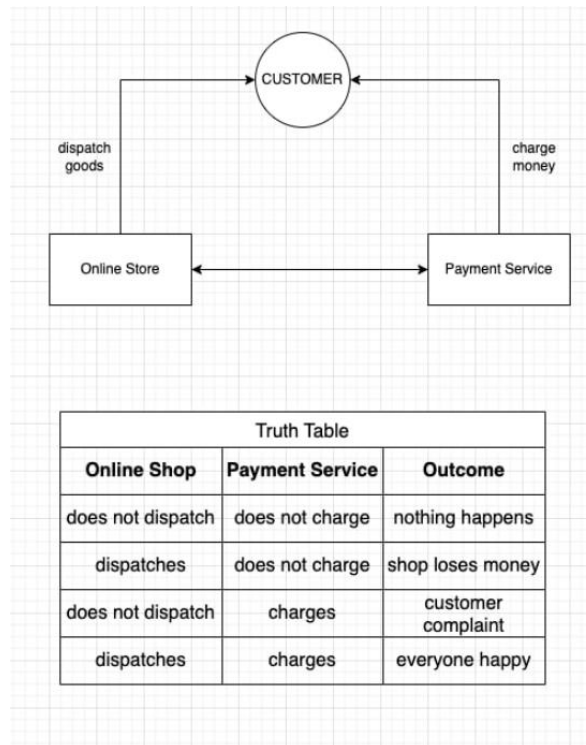 CUSTOMER
dispatch
goods
charge
money
Online Store
Payment Service
Truth Table
Online Shop Payment Service Outcome
does not dispatch does not charge nothing happens
dispatches does not charge shop loses money
does not dispatch charges customer
complaint
dispatches charges everyone happy